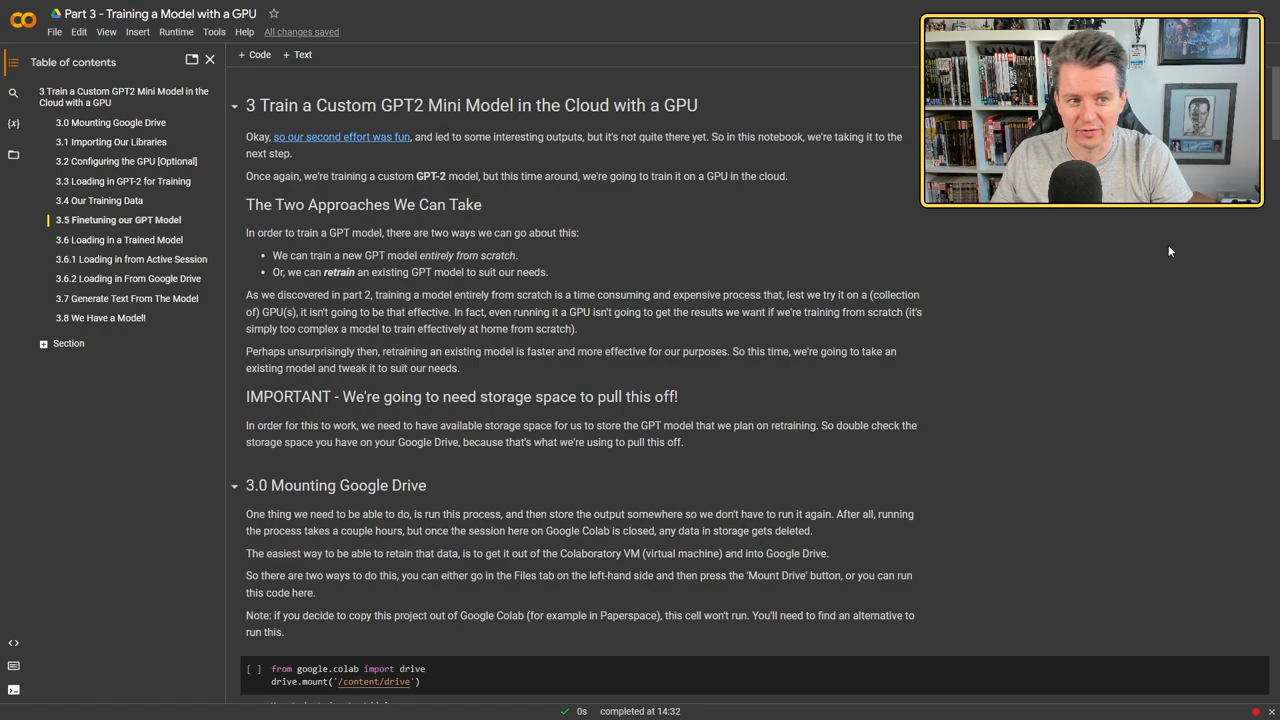 Part 3 - Training a Model with a GPU
File Edit View Insert Runtime Tools Help All changes saved
Table of contents
3 Train a Custom GPT2 Mini Model in the
Cloud with a GPU
3.0 Mounting Google Drive
3.1 Importing Our Libraries
3.2 Configuring the GPU [Optional]
3.3 Loading in GPT-2 for Training
3.4 Our Training Data
3.5 Finetuning our GPT Model
3.6 Loading in a Trained Model
3.6.1 Loading in from Active Session
3.6.2 Loading in From Google Drive
3.7 Generate Text From The Model
3.8 We Have a Model!
Section
+ Code + Text
3 Train a Custom GPT2 Mini Model in the Cloud with a GPU
Okay, so our second effort was fun, and led to some interesting outputs, but it's not quite there yet. So in this notebook, we're taking it to the
next step.
Once again, we're training a custom GPT-2 model, but this time around, we're going to train it on a GPU in the cloud.
The Two Approaches We Can Take
In order to train a GPT model, there are two ways we can go about this:
• We can train a new GPT model entirely from scratch.
• Or, we can retrain an existing GPT model to suit our needs.
As we discovered in part 2, training a model entirely from scratch is a time consuming and expensive process that, lest we try it on a (collection
of) GPU(s), it isn't going to be that effective. In fact, even running it a GPU isn't going to get the results we want if we're training from scratch (it's
simply too complex a model to train effectively at home from scratch).
Perhaps unsurprisingly then, retraining an existing model is faster and more effective for our purposes. So this time, we're going to take an
existing model and tweak it to suit our needs.
IMPORTANT - We're going to need storage space to pull this off!
In order for this to work, we need to have available storage space for us to store the GPT model that we plan on retraining. So double check the
storage space you have on your Google Drive, because that's what we're using to pull this off.
3.0 Mounting Google Drive
One thing we need to be able to do, is run this process, and then store the output somewhere so we don't have to run it again. After all, running
the process takes a couple hours, but once the session here on Google Colab is closed, any data in storage gets deleted.
The easiest way to be able to retain that data, is to get it out of the Colaboratory VM (virtual machine) and into Google Drive.
So there are two ways to do this, you can either go in the Files tab on the left-hand side and then press the 'Mount Drive' button, or you can run
this code here.
Note: if you decide to copy this project out of Google Colab (for example in Paperspace), this cell won't run. You'll need to find an alternative to
run this.
[ ] from google.colab import drive
drive.mount('/content/drive')
0s completed at 14:32